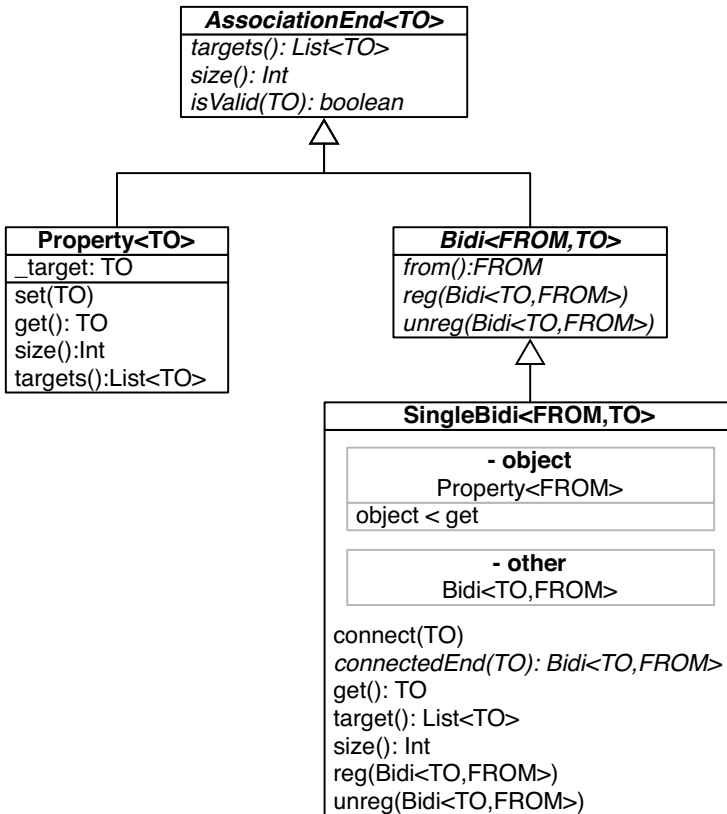 AssociationEnd<TO>
targets(): List<TO>
size(): Int
isValid(TO): boolean
Property<TO>
_target: TO
set(TO)
get(): TO
size():Int
targets():List<TO>
Bidi<FROM,TO>
from():FROM
reg(Bidi<TO,FROM>)
unreg(Bidi<TO,FROM>)
SingleBidi<FROM,TO>
- object
Property<FROM>
object < get
- other
Bidi<TO,FROM>
connect(TO)
connectedEnd(TO): Bidi<TO,FROM>
get(): TO
target(): List<TO>
size(): Int
reg(Bidi<TO,FROM>)
unreg(Bidi<TO,FROM>)